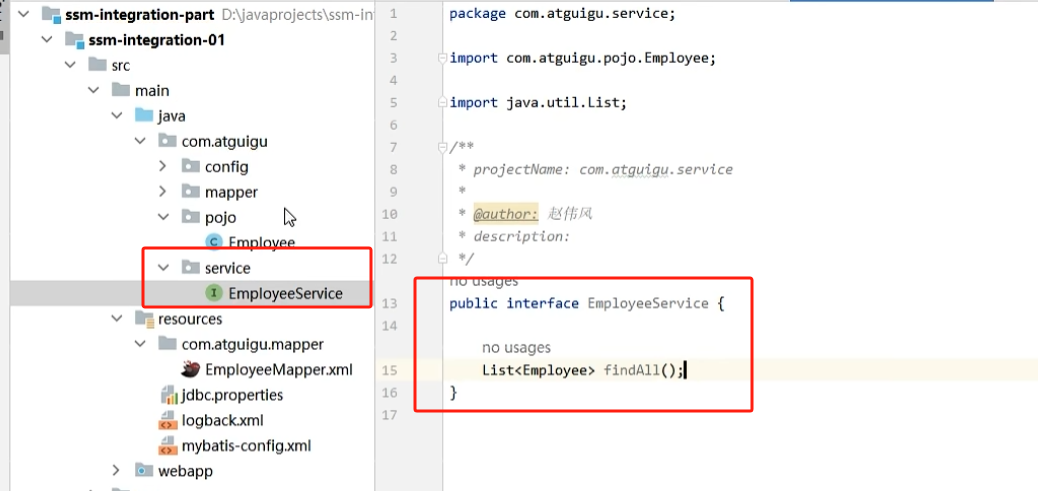 ssm-integration-part D:\javaprojects\ssm-in
ssm-integration-01
src
main
java
com.atguigu
config
mapper
pojo
C Employee
service
I EmployeeService
resources
com.atguigu.mapper
EmployeeMapper.xml
jdbc.properties
logback.xml
mybatis-config.xml
webapp
1 package com.atguigu.service;
2
3 import com.atguigu.pojo.Employee;
4
5 import java.util.List;
6
7 /**
8 * projectName: com.atguigu.service
9 *
10 * @author: 赵伟风
11 * description:
12 */
no usages
13 public interface EmployeeService {
14
no usages
15 List<Employee> findAll();
16 }
17